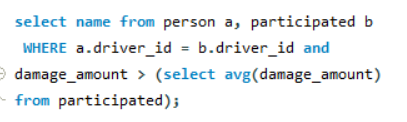 select name from person a, participated b
WHERE a.driver_id = b.driver_id and
damage_amount > (select avg(damage_amount)
from participated);